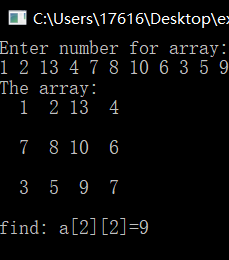 C:\Users\17616\Desktop\ex
Enter number for array:
1 2 13 4 7 8 10 6 3 5 9
The array:
1 2 13 4
7 8 10 6
3 5 9 7
find: a[2][2]=9